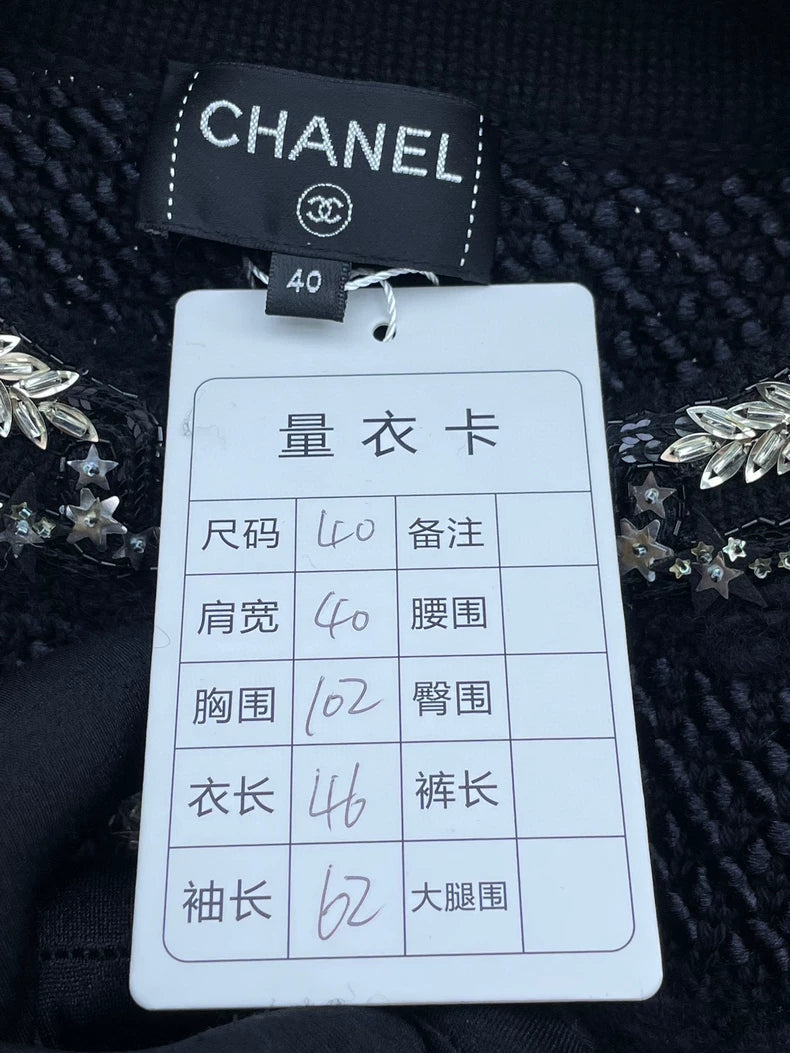 CHANEL
40
量衣卡
尺码 40 备注
肩宽 40 腰围
胸围 102 臀围
衣长 46 裤长
袖长 62 大腿围